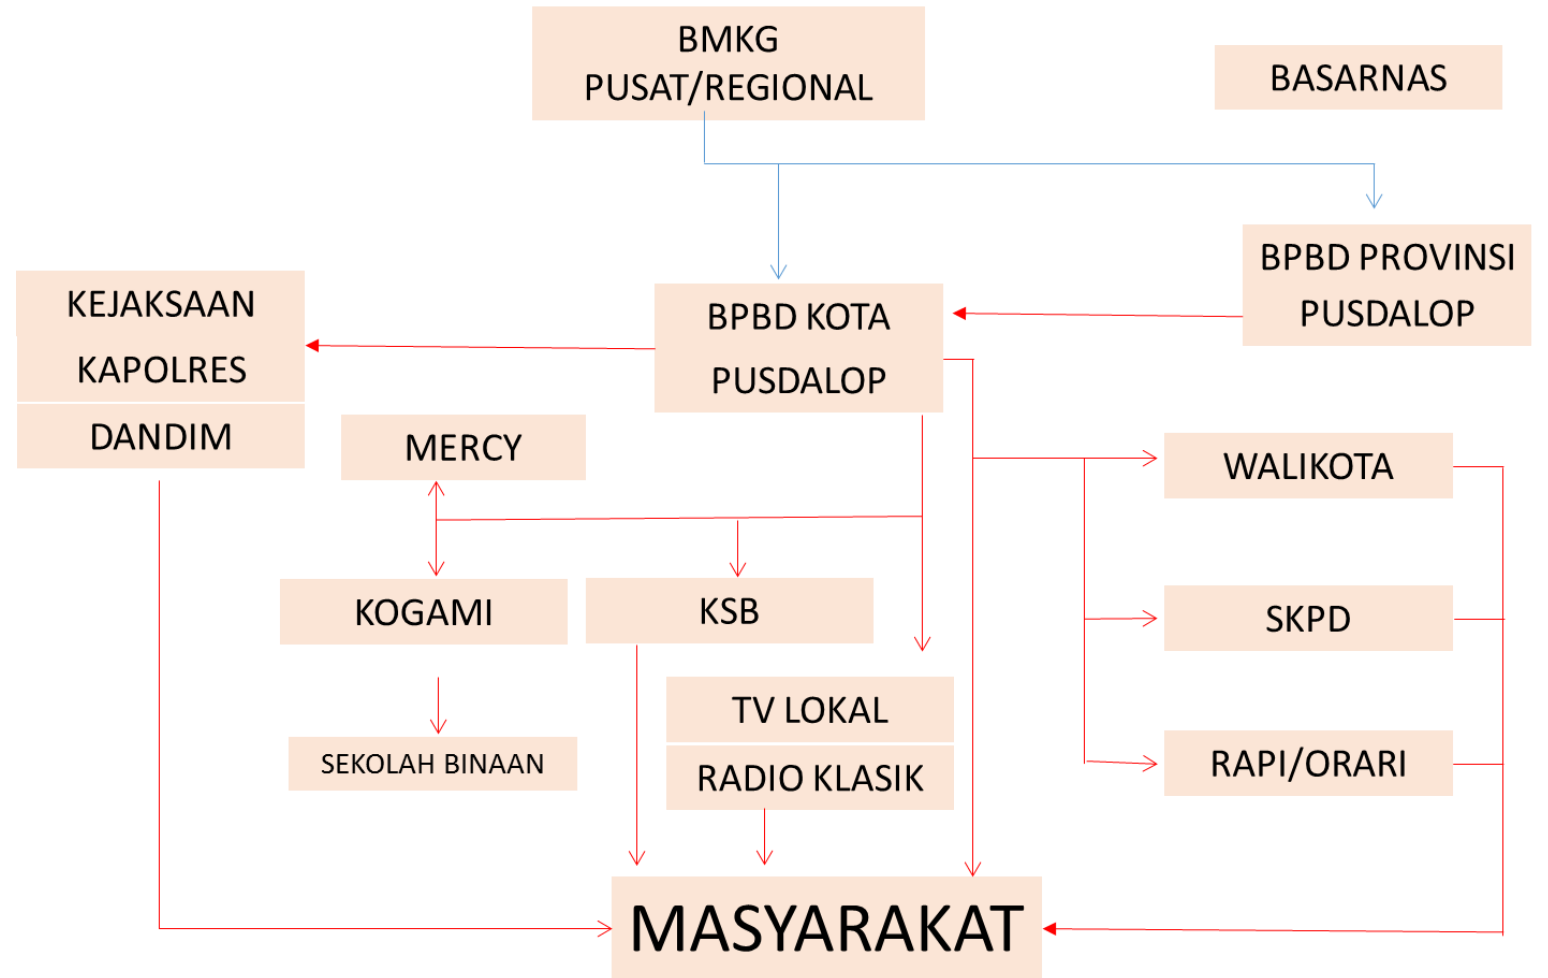 BMKG
PUSAT/REGIONAL
BASARNAS
BPBD PROVINSI
PUSDALOP
KEJAKSAAN
KAPOLRES
DANDIM
BPBD KOTA
PUSDALOP
MERCY
WALIKOTA
KOGAMI
KSB
SKPD
TV LOKAL
RADIO KLASIK
SEKOLAH BINAAN
RAPI/ORARI
MASYARAKAT